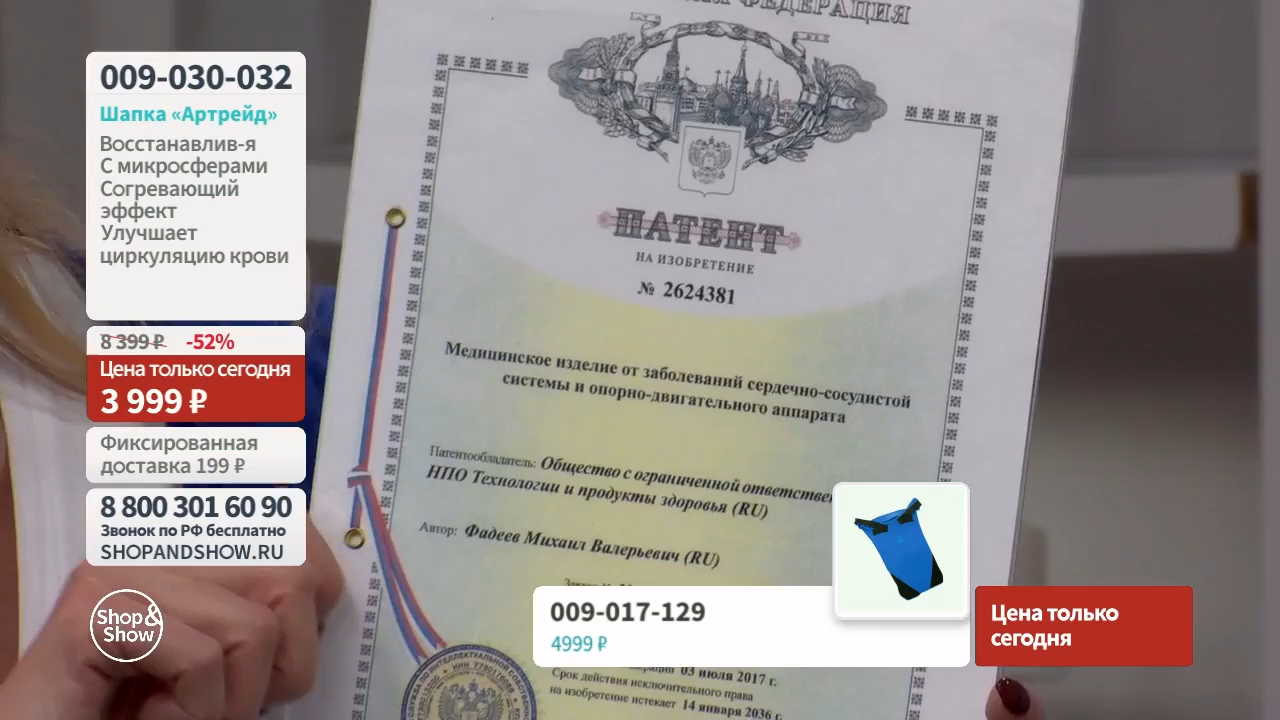 009-030-032
Шапка «Артрейд»
Восстанавлив-я
С микросферами
Согревающий
эффект
Улучшает
циркуляцию крови
8 399 ₽ -52%
Цена только сегодня
3 999 ₽
Фиксированная
доставка 199 ₽
8 800 301 60 90
Звонок по РФ бесплатно
SHOPANDSHOW.RU
Shop&
Show
ФЕДЕРАЦИЯ
ПАТЕНТ
НА ИЗОБРЕТЕНИЕ
№ 2624381
Медицинское изделие от заболеваний сердечно-сосудистой
системы и опорно-двигательного аппарата
Патентообладатель: Общество с ограниченной
НПО Технологии и продукты здоровья (RU)
Автор: Фадеев Михаил Валерьевич (RU)
009-017-129
4999 ₽
Цена только
сегодня
03 июля 2017 г.
Срок действия исключительного права
на изобретение истекает 14 января 2036 г.